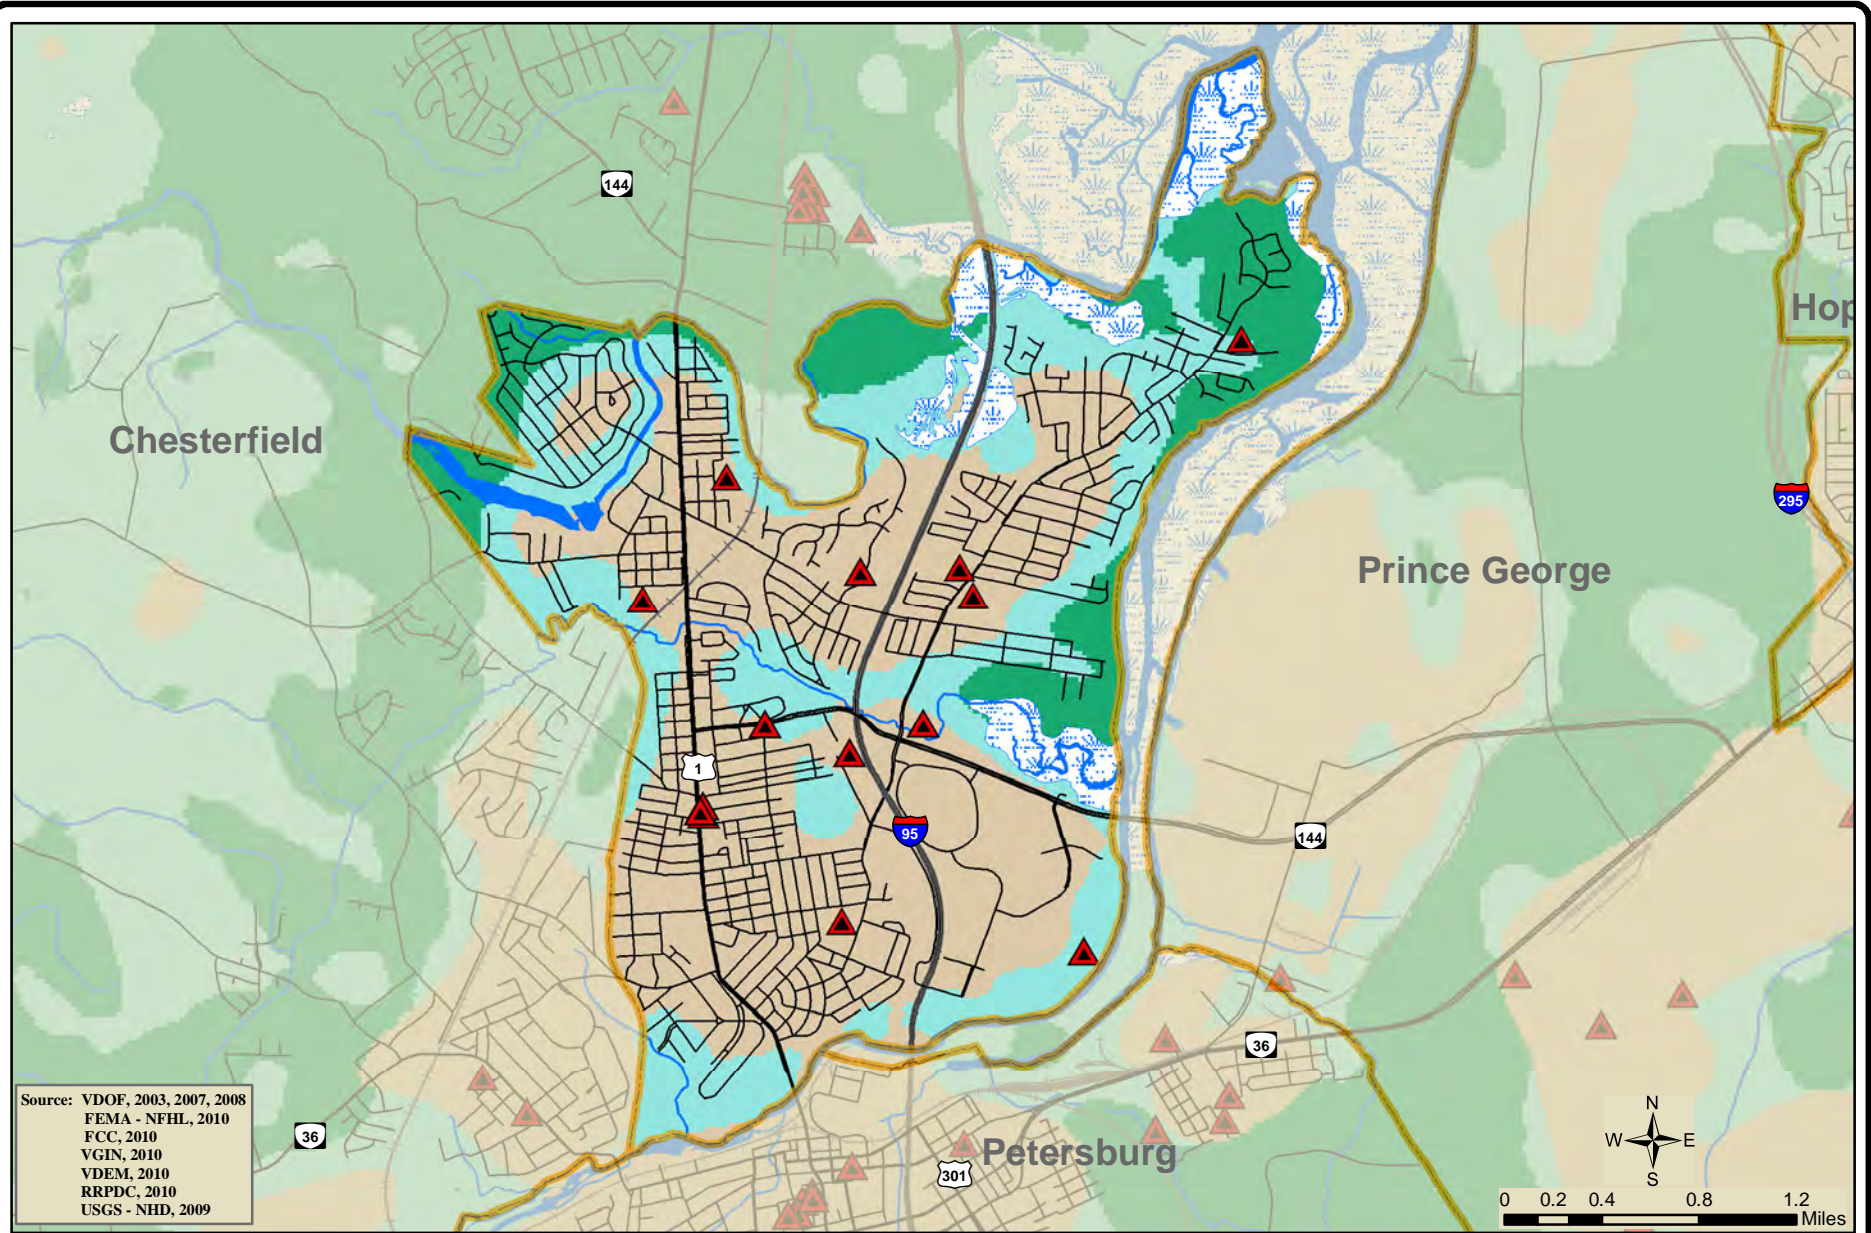 144
Hop
Chesterfield
295
Prince George
1
95
144
36
Source: VDOF, 2003, 2007, 2008
FEMA - NFHL, 2010
FCC, 2010
VGIN, 2010
VDEM, 2010
RRPDC, 2010
USGS - NHD, 2009
36
Petersburg
301
N
W E
S
0 0.2 0.4 0.8 1.2
Miles